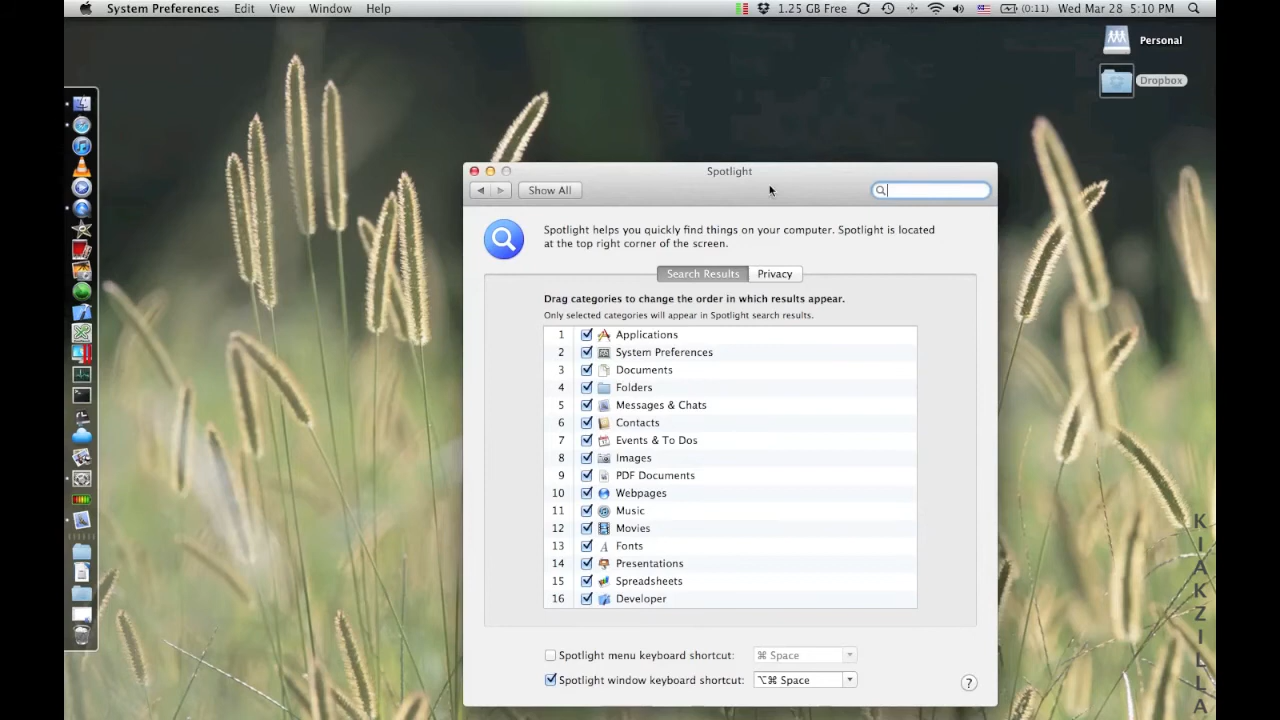 System Preferences Edit View Window Help 1.25 GB Free (0:11) Wed Mar 28 5:10 PM
Personal
Dropbox
Spotlight
Show All
Spotlight helps you quickly find things on your computer. Spotlight is located
at the top right corner of the screen.
Search Results Privacy
Drag categories to change the order in which results appear.
Only selected categories will appear in Spotlight search results.
1 Applications
2 System Preferences
3 Documents
4 Folders
5 Messages & Chats
6 Contacts
7 Events & To Dos
8 Images
9 PDF Documents
10 Webpages
11 Music
12 Movies
13 Fonts
14 Presentations
15 Spreadsheets
16 Developer
Spotlight menu keyboard shortcut: ⌘ Space
Spotlight window keyboard shortcut: ⌥⌘ Space
?
KIAKZILLA